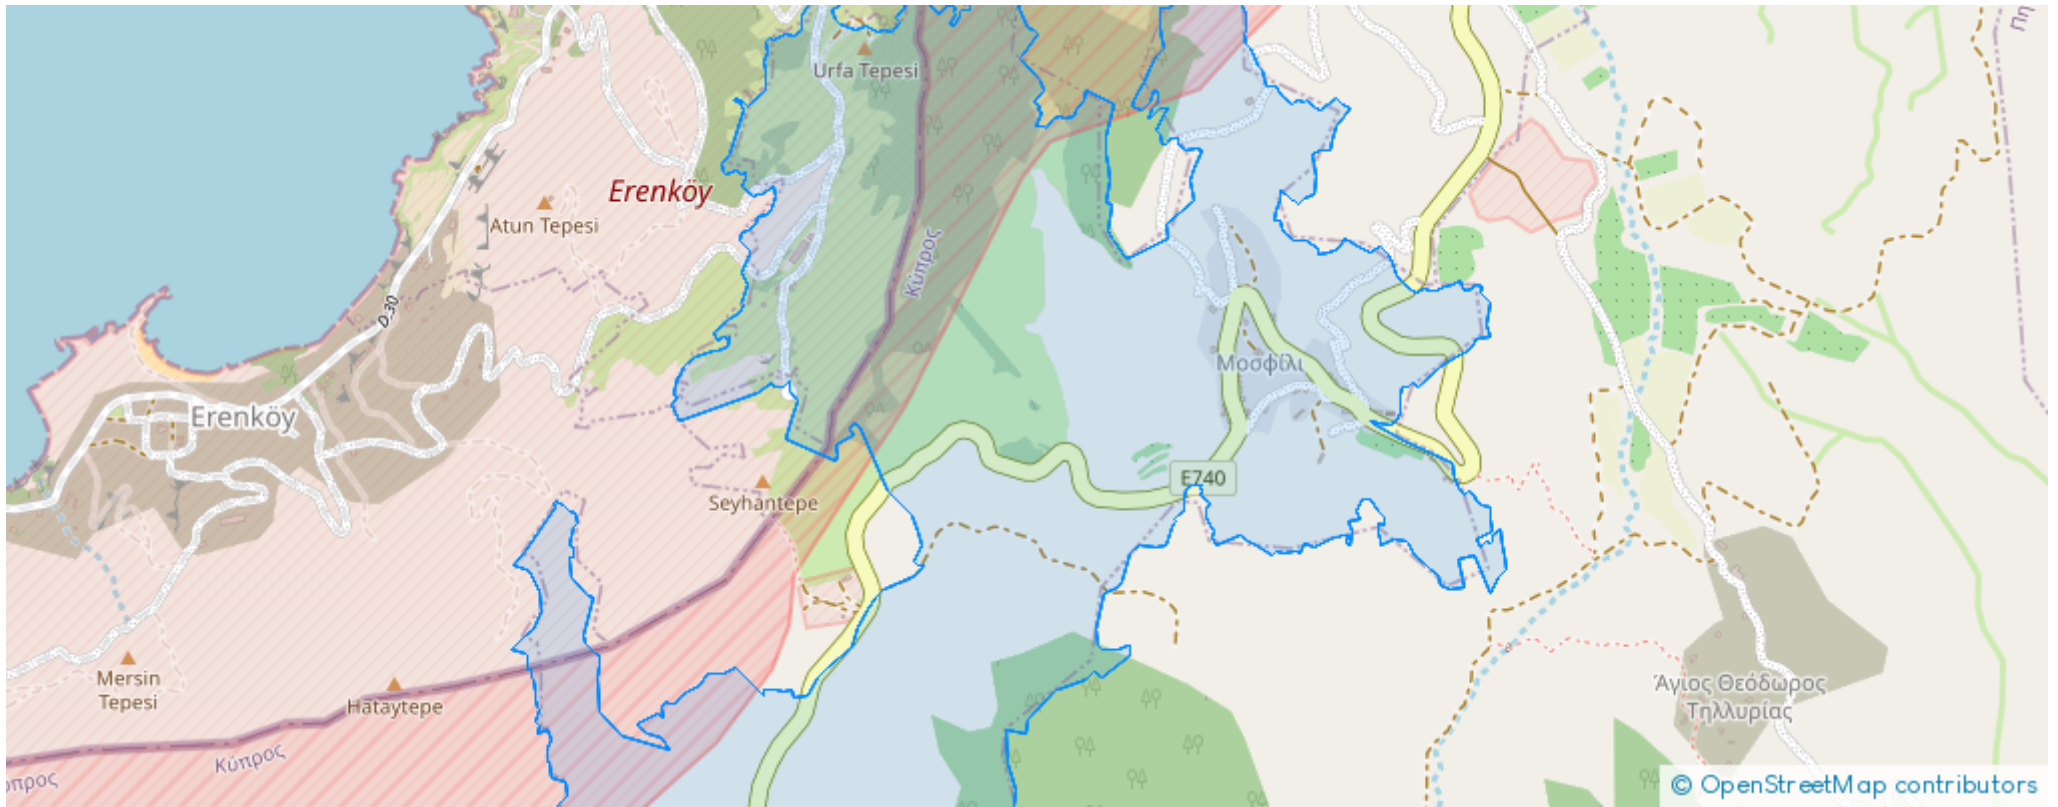 Πη
Urfa Tepesi
Erenköy
Atun Tepesi
Κύπρος
D.30
Μοσφίλι
Erenköy
E740
Seyhantepe
Mersin
Tepesi
Hataytepe
Άγιος Θεόδωρος
Τηλλυρίας
Κύπρος
προς
© OpenStreetMap contributors